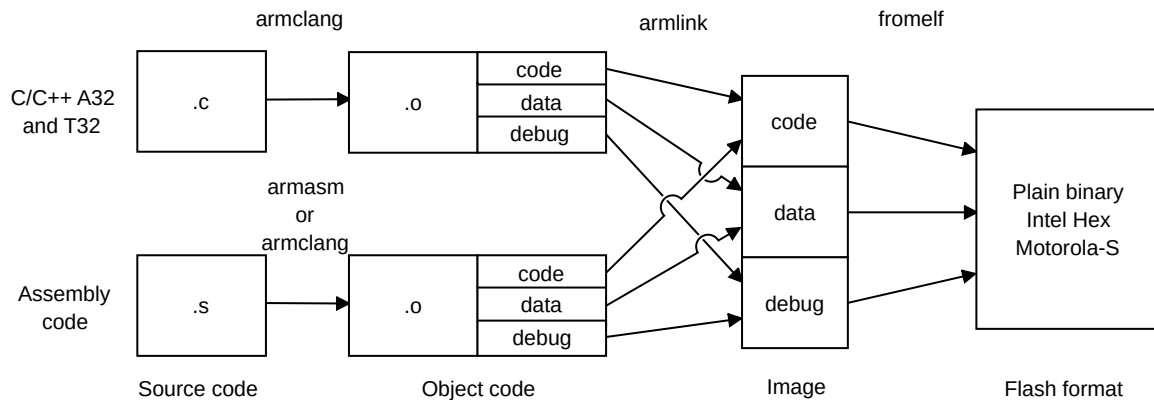 armclang
armlink
fromelf
C/C++ A32
and T32
.c
.o
code
data
debug
armasm
or
armclang
Assembly
code
.s
.o
code
data
debug
code
data
debug
Plain binary
Intel Hex
Motorola-S
Source code
Object code
Image
Flash format